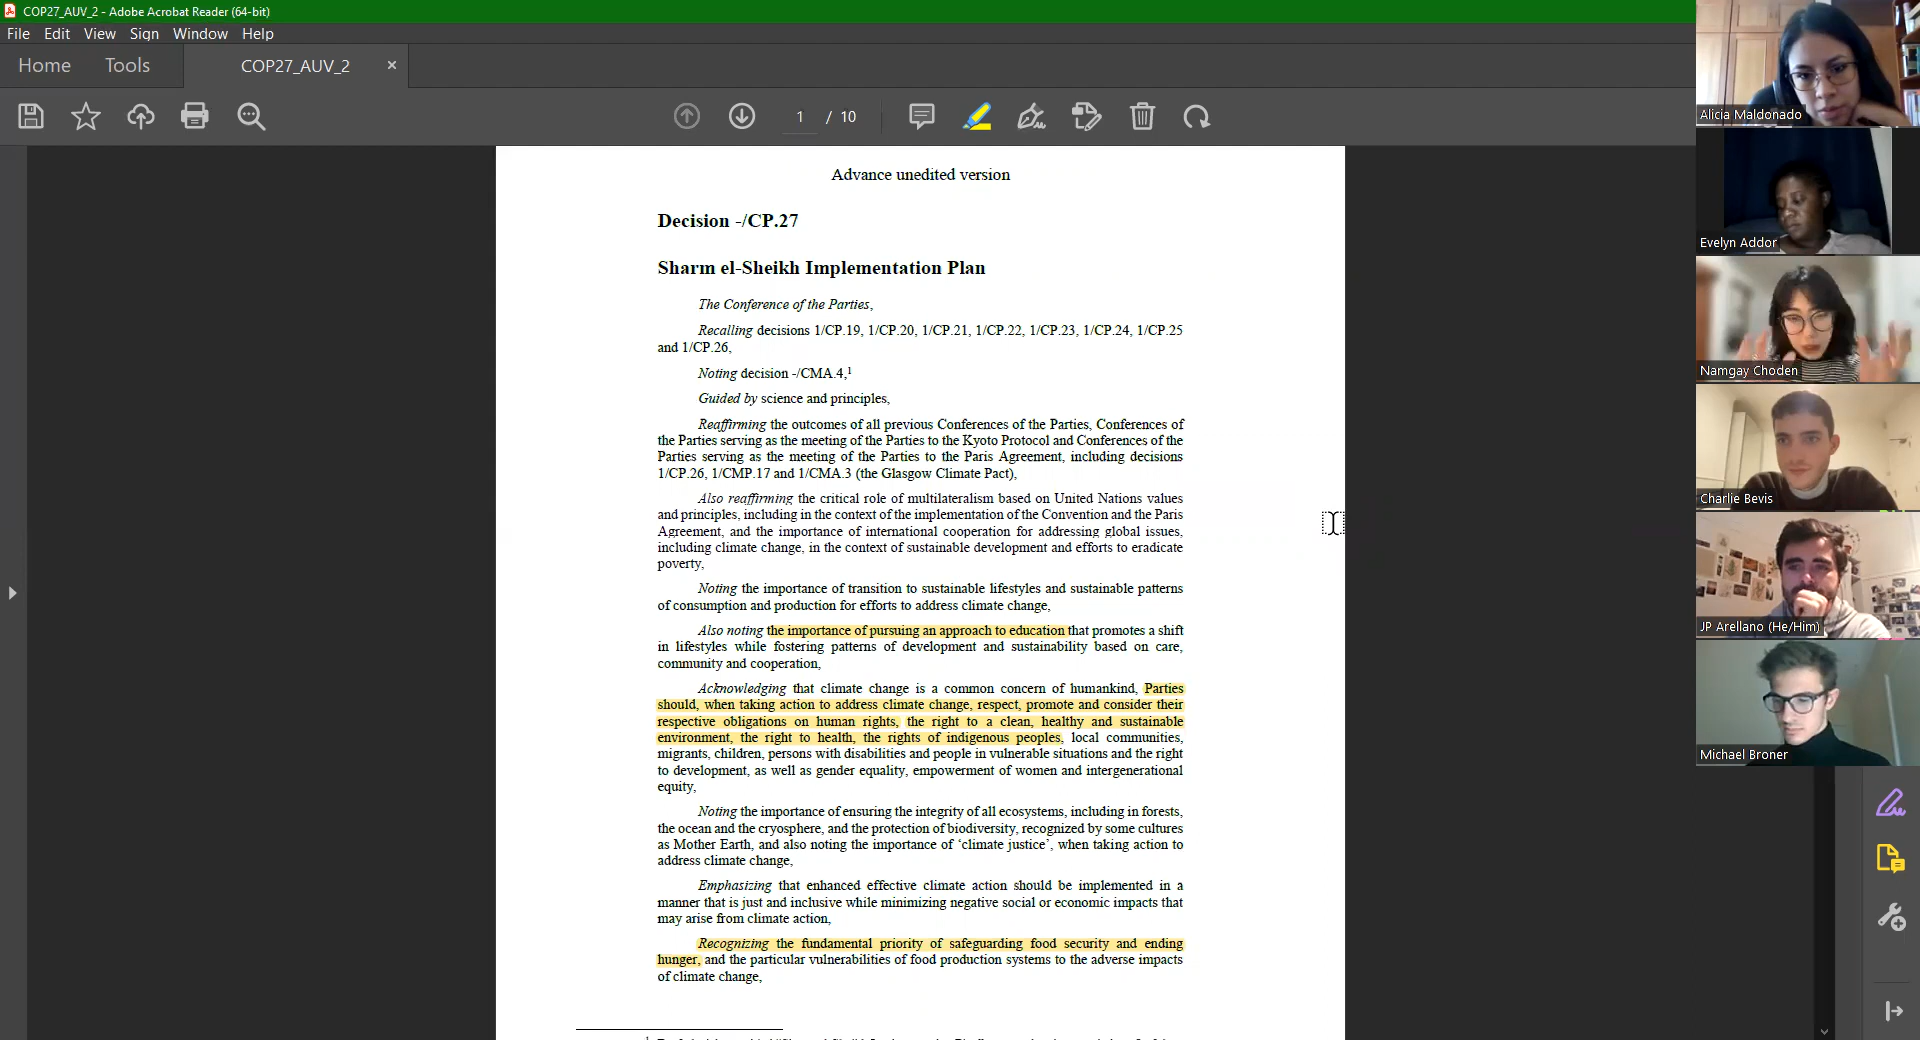 COP27_AUV_2 - Adobe Acrobat Reader (64-bit)
File Edit View Sign Window Help
Home Tools COP27_AUV_2 ×
1 / 10
Advance unedited version
Decision -/CP.27
Sharm el-Sheikh Implementation Plan
The Conference of the Parties,
Recalling decisions 1/CP.19, 1/CP.20, 1/CP.21, 1/CP.22, 1/CP.23, 1/CP.24, 1/CP.25
and 1/CP.26,
Noting decision -/CMA.4,¹
Guided by science and principles,
Reaffirming the outcomes of all previous Conferences of the Parties, Conferences of
the Parties serving as the meeting of the Parties to the Kyoto Protocol and Conferences of the
Parties serving as the meeting of the Parties to the Paris Agreement, including decisions
1/CP.26, 1/CMP.17 and 1/CMA.3 (the Glasgow Climate Pact),
Also reaffirming the critical role of multilateralism based on United Nations values
and principles, including in the context of the implementation of the Convention and the Paris
Agreement, and the importance of international cooperation for addressing global issues,
including climate change, in the context of sustainable development and efforts to eradicate
poverty,
Noting the importance of transition to sustainable lifestyles and sustainable patterns
of consumption and production for efforts to address climate change,
Also noting the importance of pursuing an approach to education that promotes a shift
in lifestyles while fostering patterns of development and sustainability based on care,
community and cooperation,
Acknowledging that climate change is a common concern of humankind, Parties
should, when taking action to address climate change, respect, promote and consider their
respective obligations on human rights, the right to a clean, healthy and sustainable
environment, the right to health, the rights of indigenous peoples, local communities,
migrants, children, persons with disabilities and people in vulnerable situations and the right
to development, as well as gender equality, empowerment of women and intergenerational
equity,
Noting the importance of ensuring the integrity of all ecosystems, including in forests,
the ocean and the cryosphere, and the protection of biodiversity, recognized by some cultures
as Mother Earth, and also noting the importance of ‘climate justice’, when taking action to
address climate change,
Emphasizing that enhanced effective climate action should be implemented in a
manner that is just and inclusive while minimizing negative social or economic impacts that
may arise from climate action,
Recognizing the fundamental priority of safeguarding food security and ending
hunger, and the particular vulnerabilities of food production systems to the adverse impacts
of climate change,
Alicia Maldonado
Evelyn Addor
Namgay Choden
Charlie Bevis
JP Arellano (He/Him)
Michael Broner